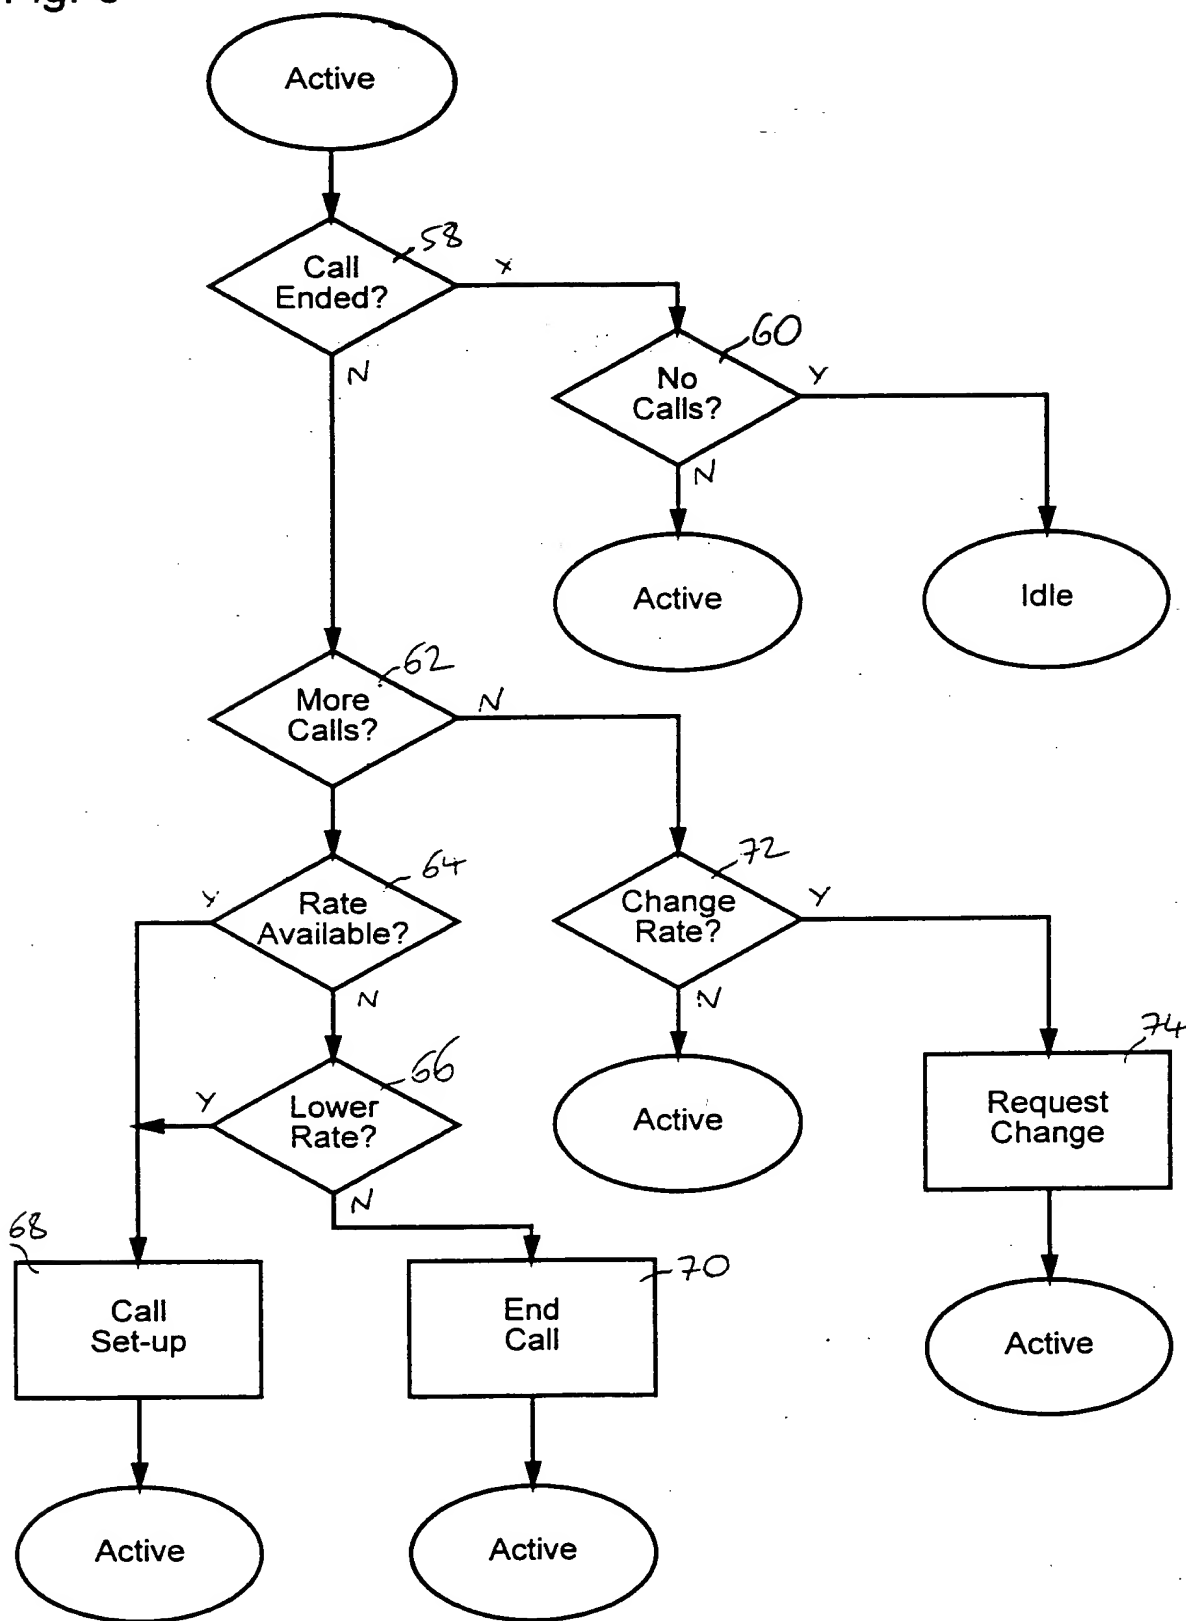 Active
58
Call
Ended?
Y
N
60
No
Calls?
Y
N
Active
Idle
62
More
Calls?
N
64
Rate
Available?
Y
N
72
Change
Rate?
Y
N
66
Lower
Rate?
Y
N
Active
74
Request
Change
68
Call
Set-up
70
End
Call
Active
Active
Active